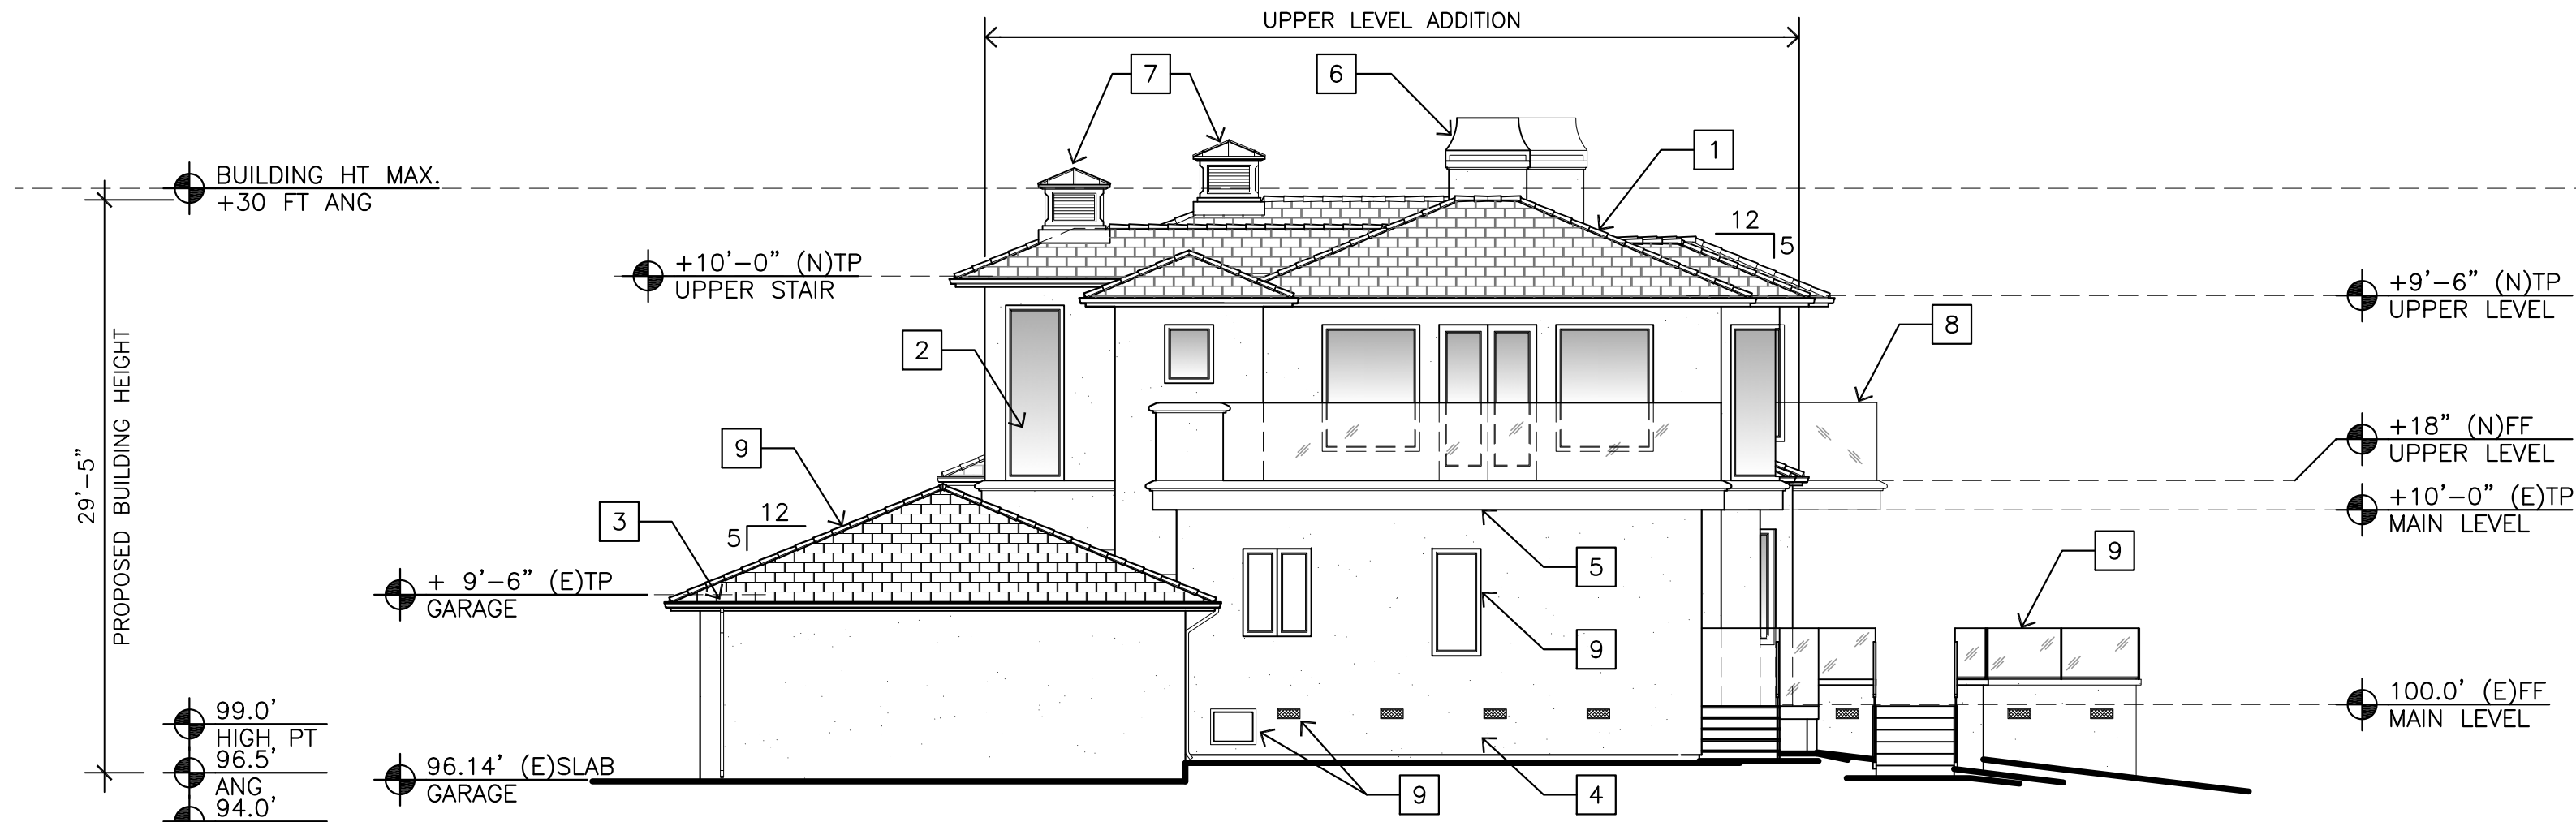 UPPER LEVEL ADDITION
7
6
1
BUILDING HT MAX.
+30 FT ANG
12
5
+10'-0" (N)TP
UPPER STAIR
+9'-6" (N)TP
UPPER LEVEL
8
2
PROPOSED BUILDING HEIGHT
29'-5"
9
+18" (N)FF
UPPER LEVEL
3
12
5
+10'-0" (E)TP
MAIN LEVEL
5
9
+ 9'-6" (E)TP
GARAGE
9
99.0'
HIGH PT
96.5'
ANG
94.0'
100.0' (E)FF
MAIN LEVEL
96.14' (E)SLAB
GARAGE
9
4